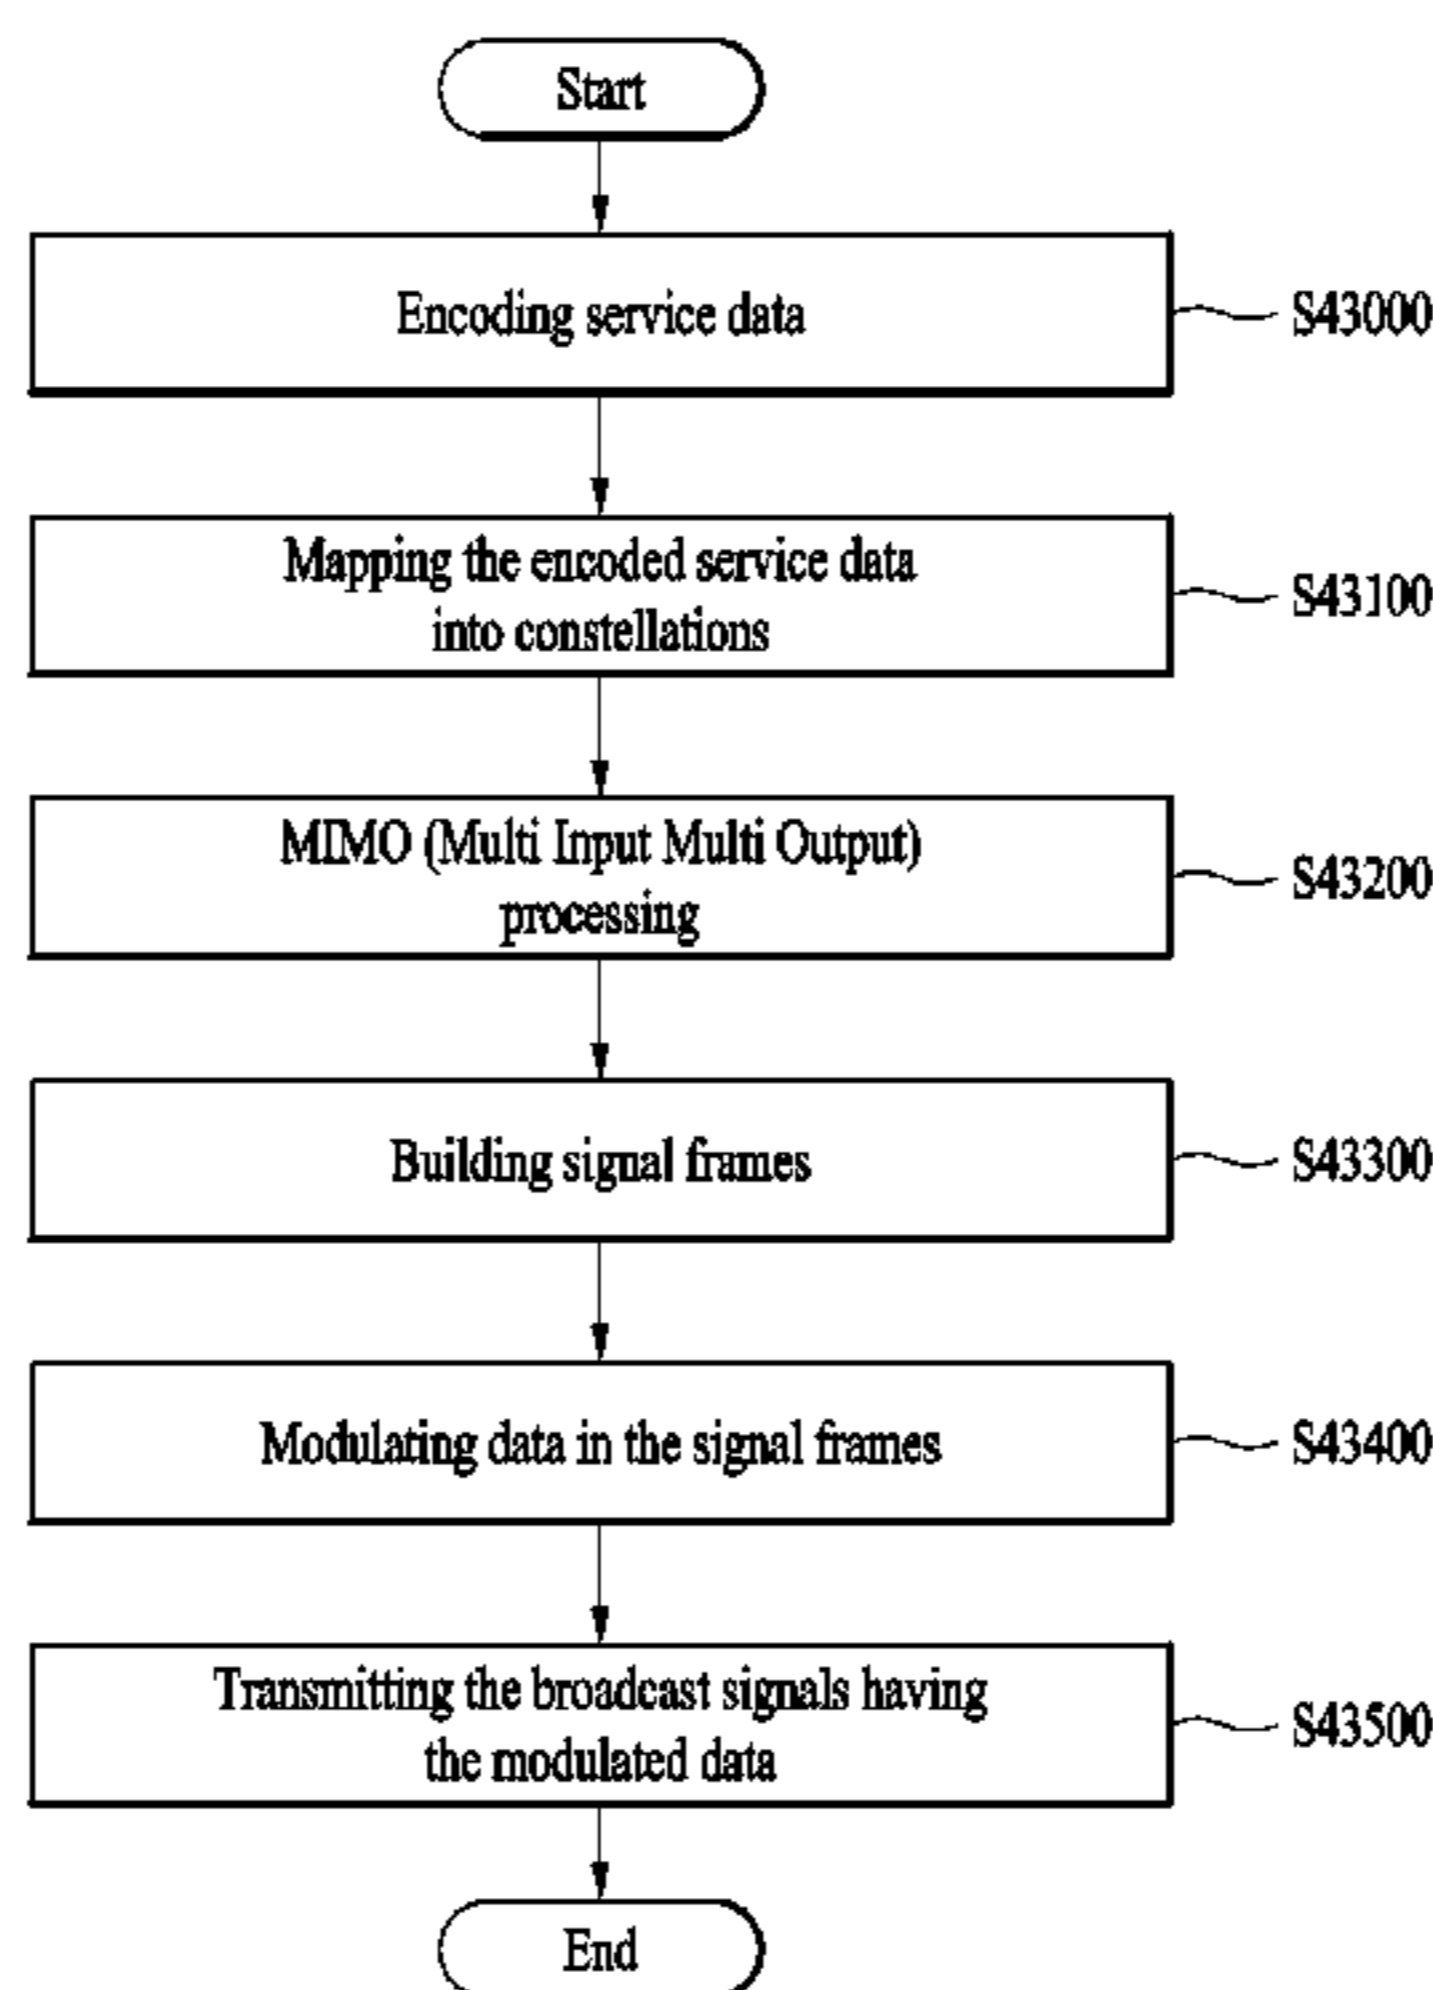 Start
Encoding service data
S43000
Mapping the encoded service data
into constellations
S43100
MIMO (Multi Input Multi Output)
processing
S43200
Building signal frames
S43300
Modulating data in the signal frames
S43400
Transmitting the broadcast signals having
the modulated data
S43500
End